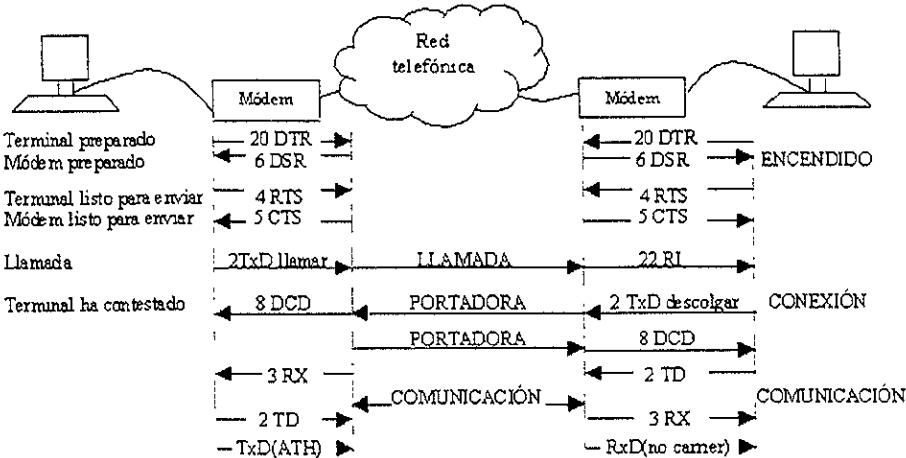 Red
telefónica
Módem
Módem
Terminal preparado
20 DTR
20 DTR
Módem preparado
6 DSR
6 DSR
ENCENDIDO
Terminal listo para enviar
4 RTS
4 RTS
Módem listo para enviar
5 CTS
5 CTS
Llamada
2TxD llamar
LLAMADA
22 RI
Terminal ha contestado
8 DCD
PORTADORA
2 TxD descolgar
CONEXIÓN
PORTADORA
8 DCD
3 RX
2 TD
COMUNICACIÓN
COMUNICACIÓN
2 TD
3 RX
TxD(ATH)
RxD(no carrier)